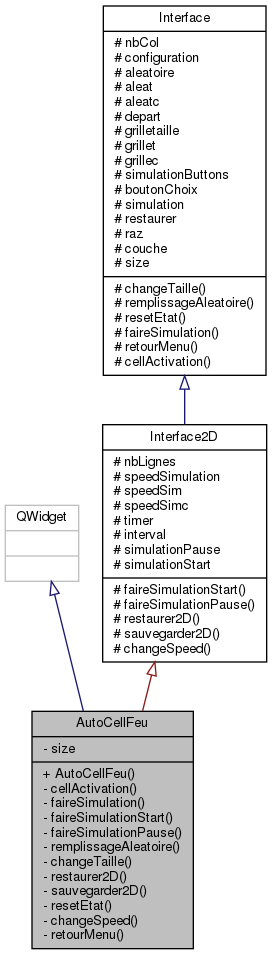 Interface
# nbCol
# configuration
# aleatoire
# aleat
# aleatc
# depart
# grilletaille
# grillet
# grillec
# simulationButtons
# boutonChoix
# simulation
# restaurer
# raz
# couche
# size
# changeTaille()
# remplissageAleatoire()
# resetEtat()
# faireSimulation()
# retourMenu()
# cellActivation()
Interface2D
# nbLignes
# speedSimulation
# speedSim
# speedSimc
# timer
# interval
# simulationPause
# simulationStart
# faireSimulationStart()
# faireSimulationPause()
# restaurer2D()
# sauvegarder2D()
# changeSpeed()
QWidget
AutoCellFeu
- size
+ AutoCellFeu()
- cellActivation()
- faireSimulation()
- faireSimulationStart()
- faireSimulationPause()
- remplissageAleatoire()
- changeTaille()
- restaurer2D()
- sauvegarder2D()
- resetEtat()
- changeSpeed()
- retourMenu()